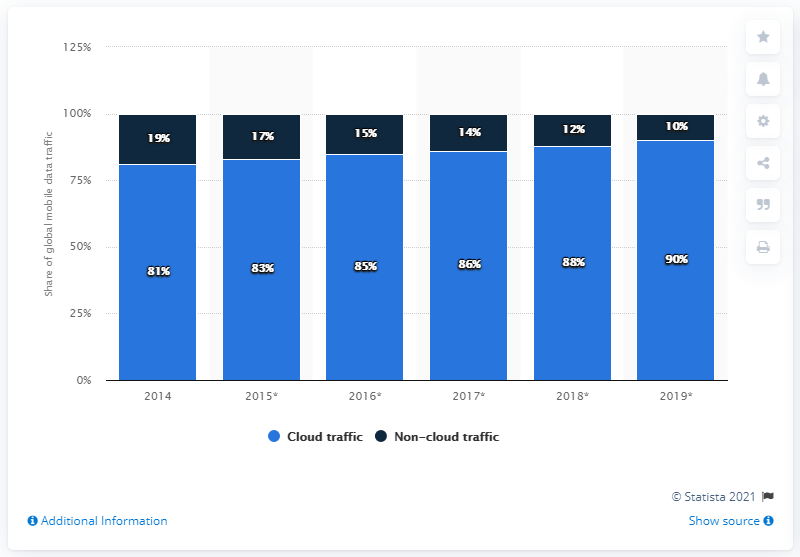 125%
100%
75%
50%
25%
0%
Share of global mobile data traffic
19% 17% 15% 14% 12% 10%
81% 83% 85% 86% 88% 90%
2014 2015* 2016* 2017* 2018* 2019*
Cloud traffic Non-cloud traffic
© Statista 2021
Additional Information Show source